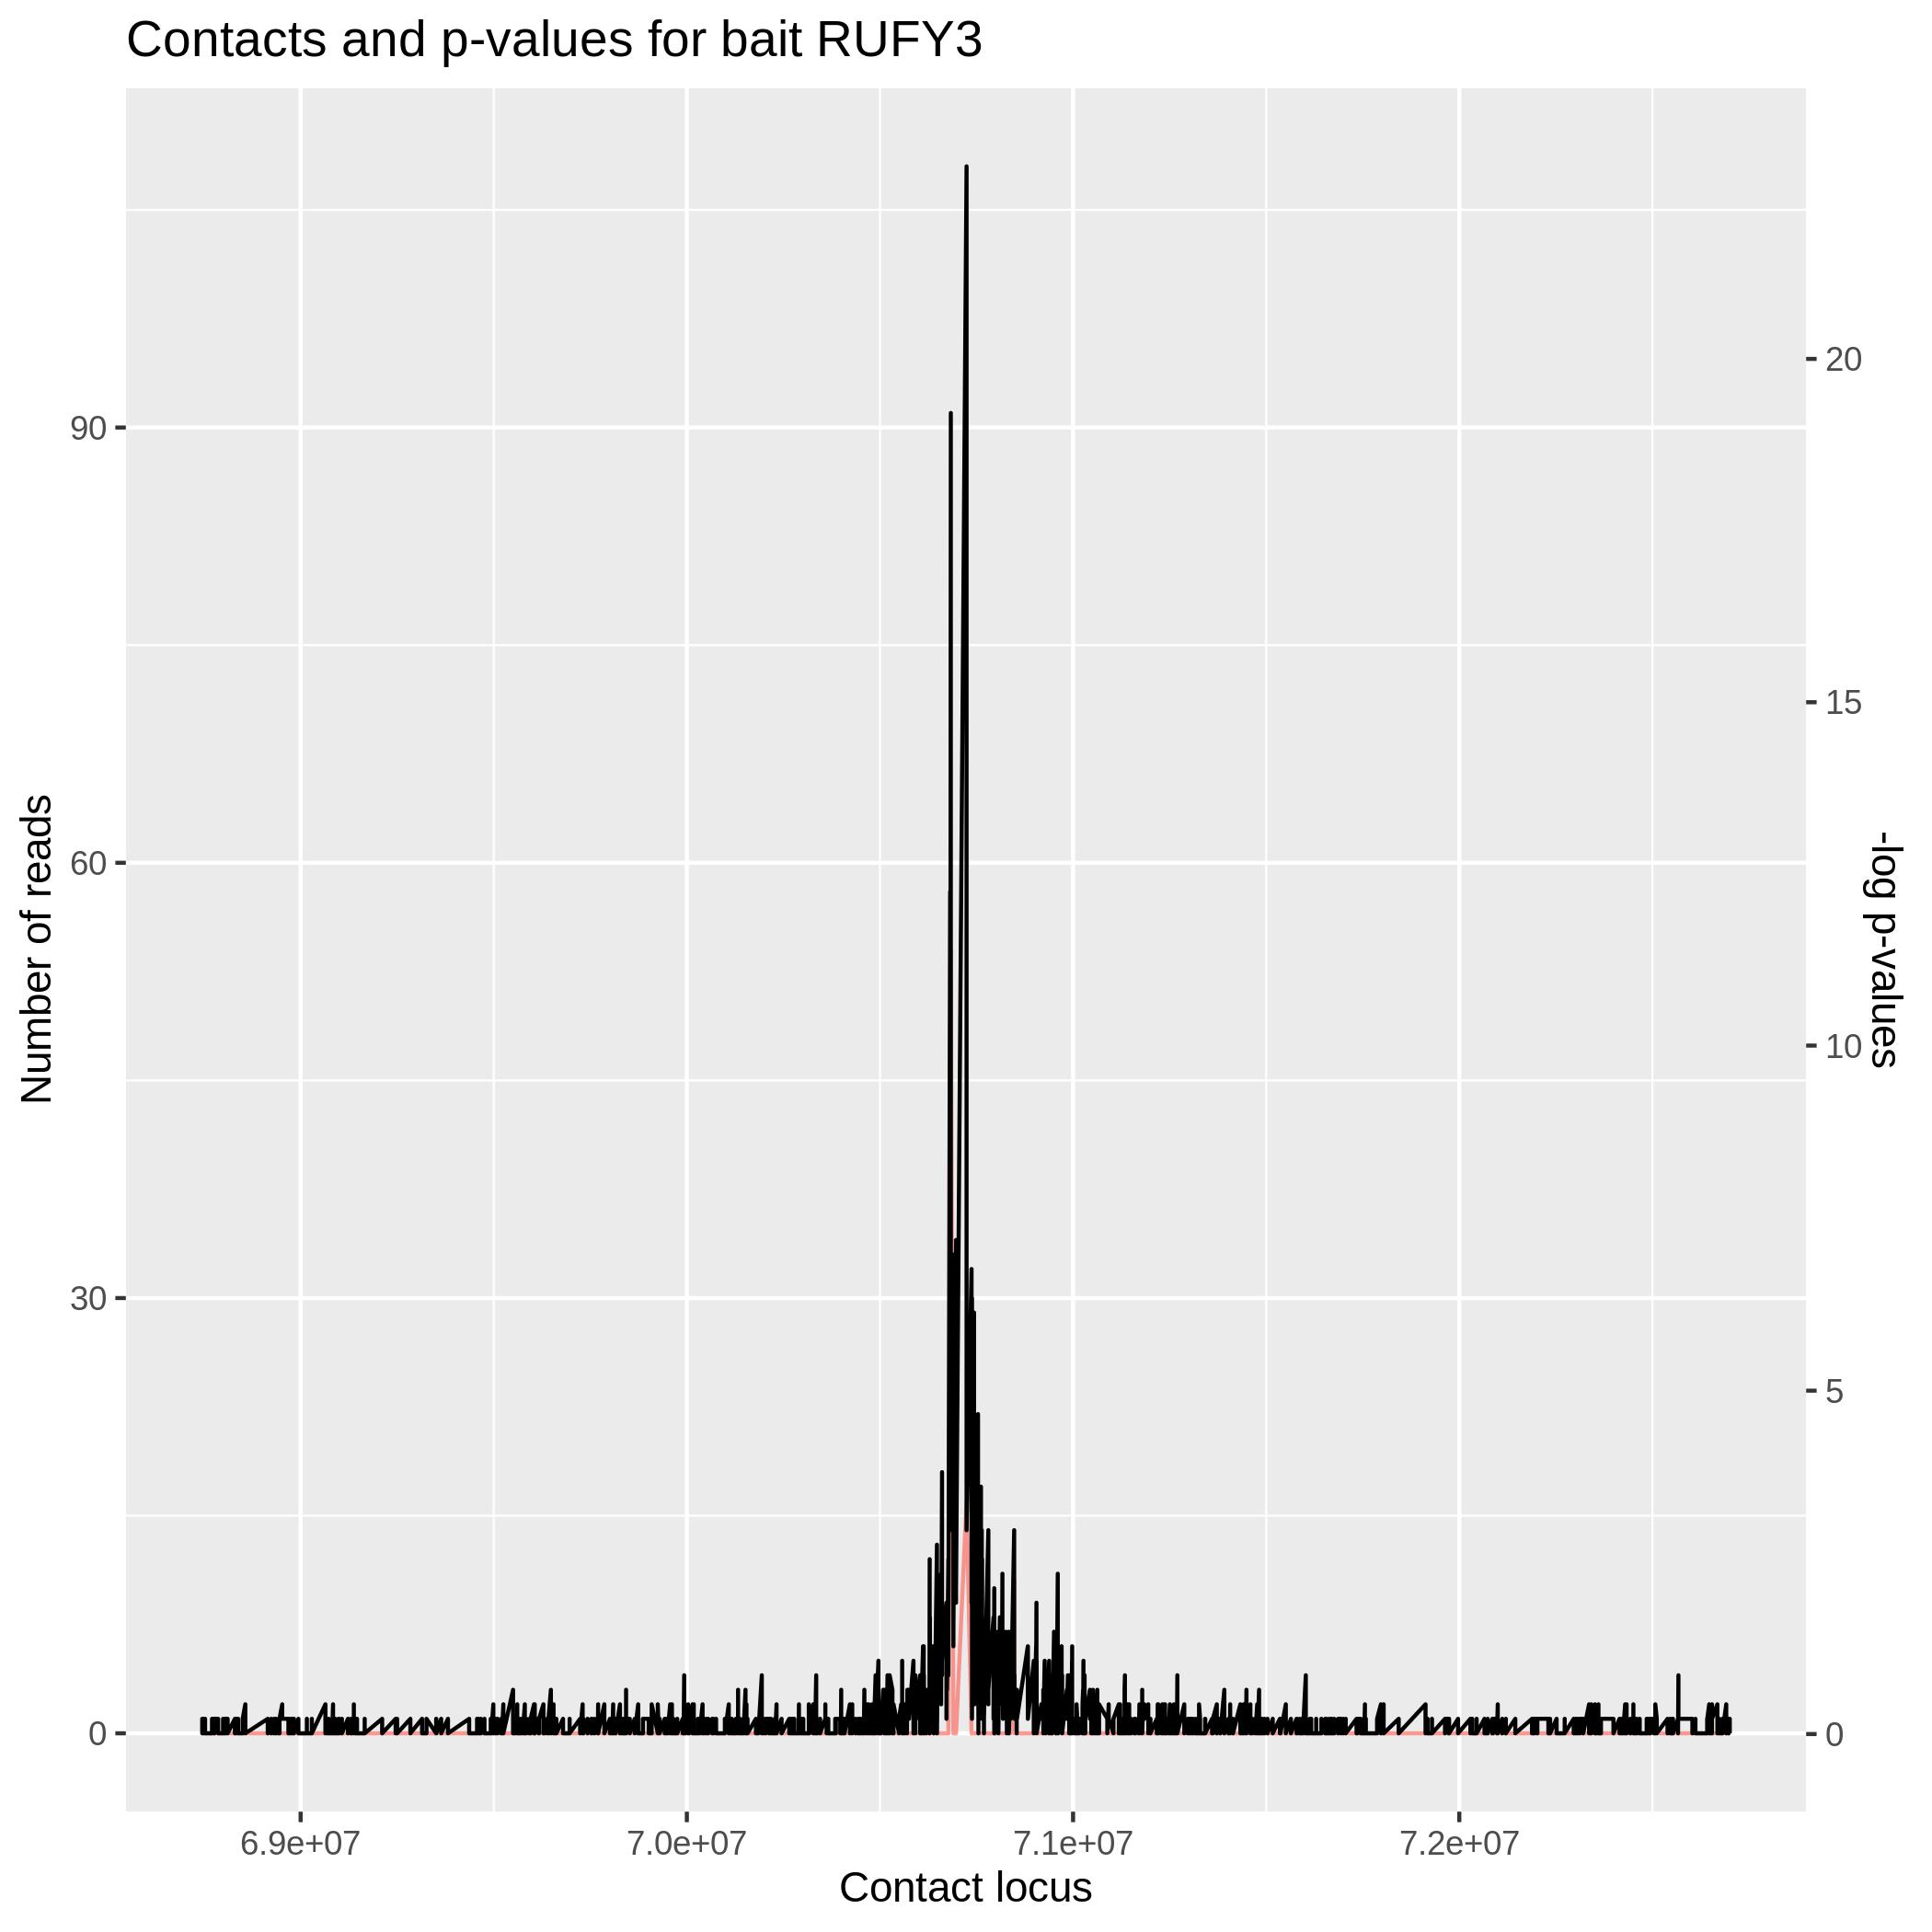 Contacts and p-values for bait RUFY3
90
60
30
0
Number of reads
20
15
10
5
0
-log p-values
6.9e+07
7.0e+07
7.1e+07
7.2e+07
Contact locus